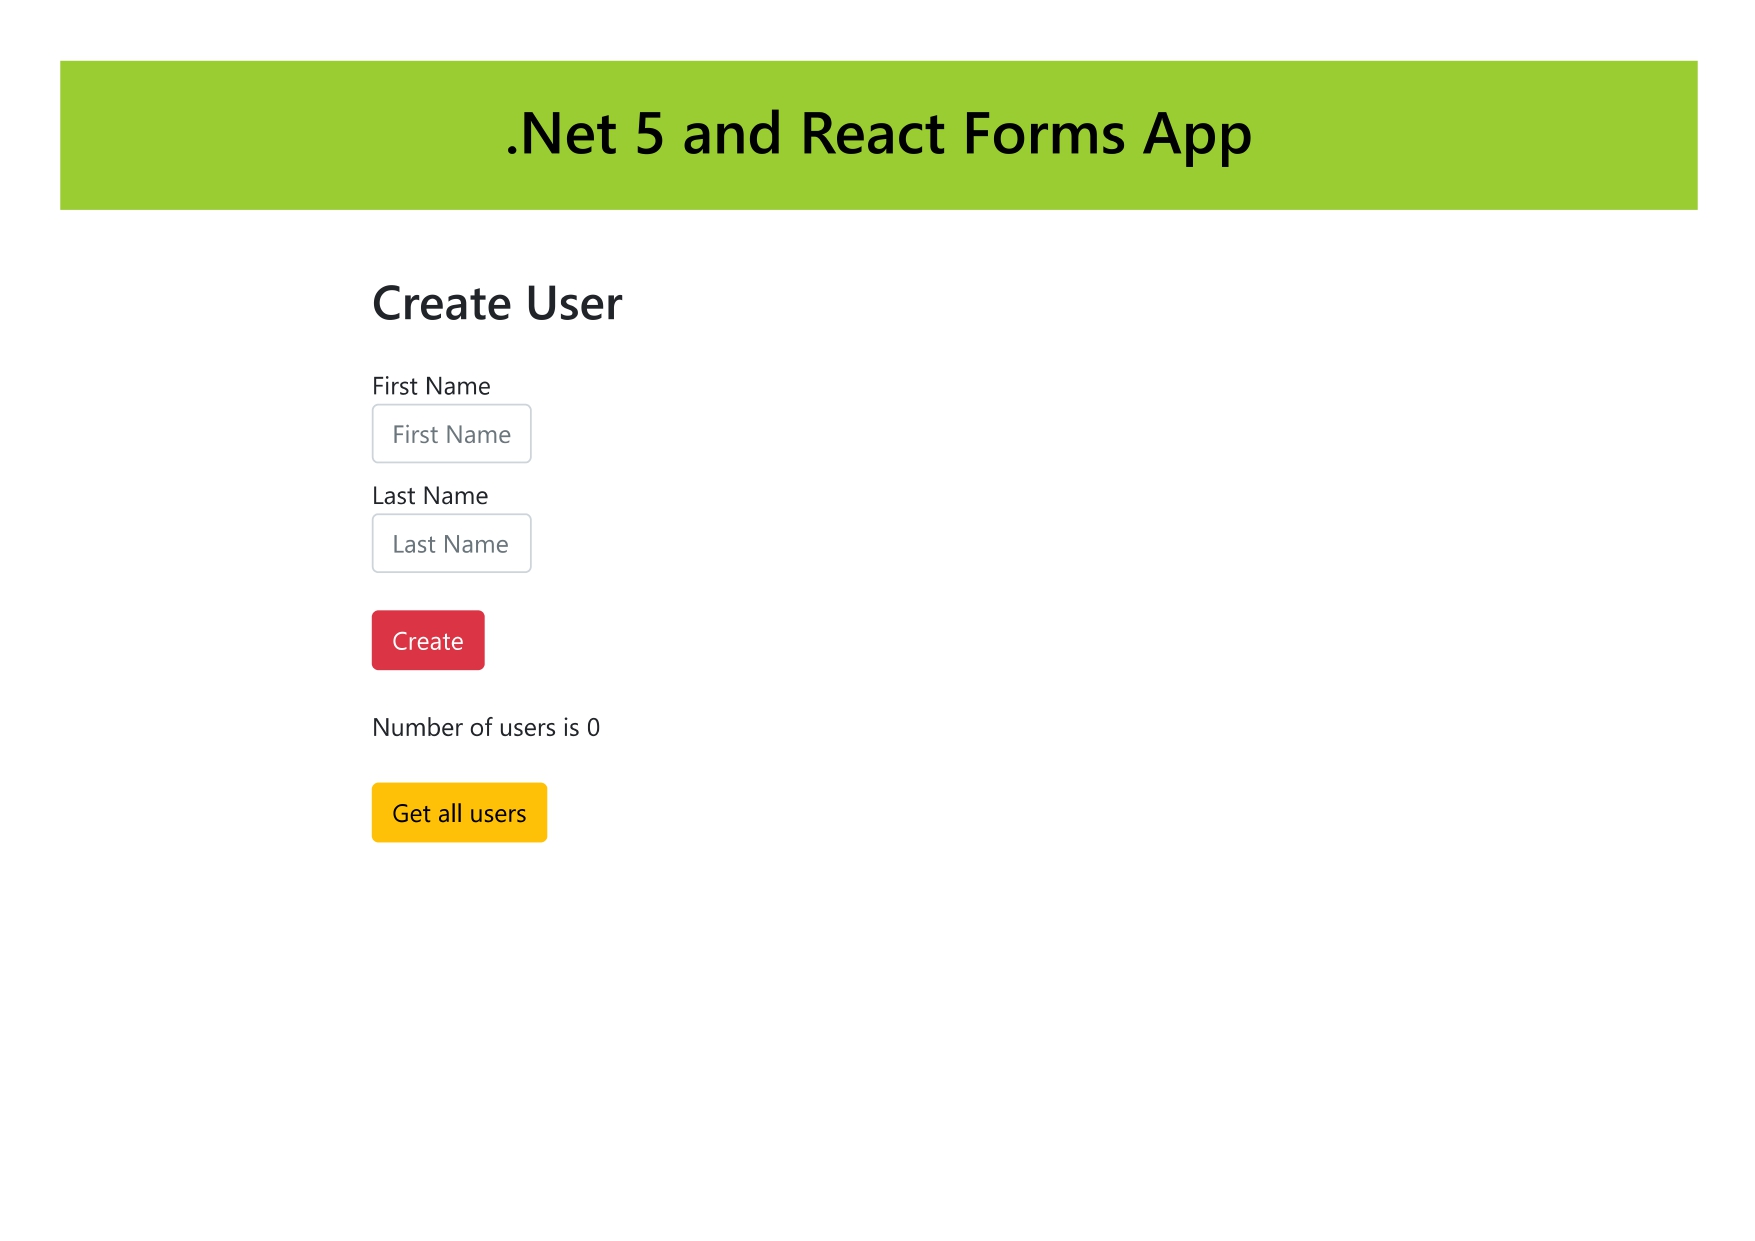 .Net 5 and React Forms App
Create User
First Name
First Name
Last Name
Last Name
Create
Number of users is 0
Get all users